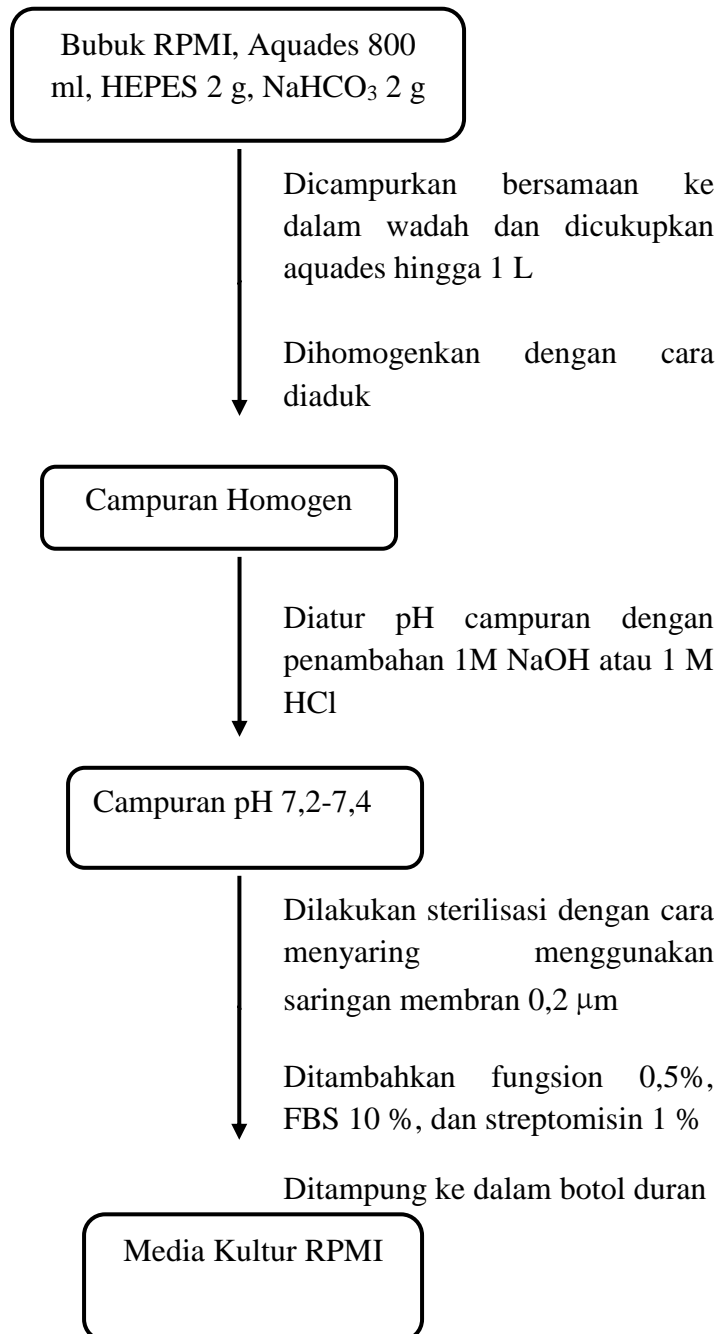 Bubuk RPMI, Aquades 800
ml, HEPES 2 g, NaHCO₃ 2 g
Dicampurkan bersamaan ke
dalam wadah dan dicukupkan
aquades hingga 1 L
Dihomogenkan dengan cara
diaduk
Campuran Homogen
Diatur pH campuran dengan
penambahan 1M NaOH atau 1 M
HCl
Campuran pH 7,2-7,4
Dilakukan sterilisasi dengan cara
menyaring menggunakan
saringan membran 0,2 μm
Ditambahkan fungsion 0,5%,
FBS 10 %, dan streptomisin 1 %
Ditampung ke dalam botol duran
Media Kultur RPMI